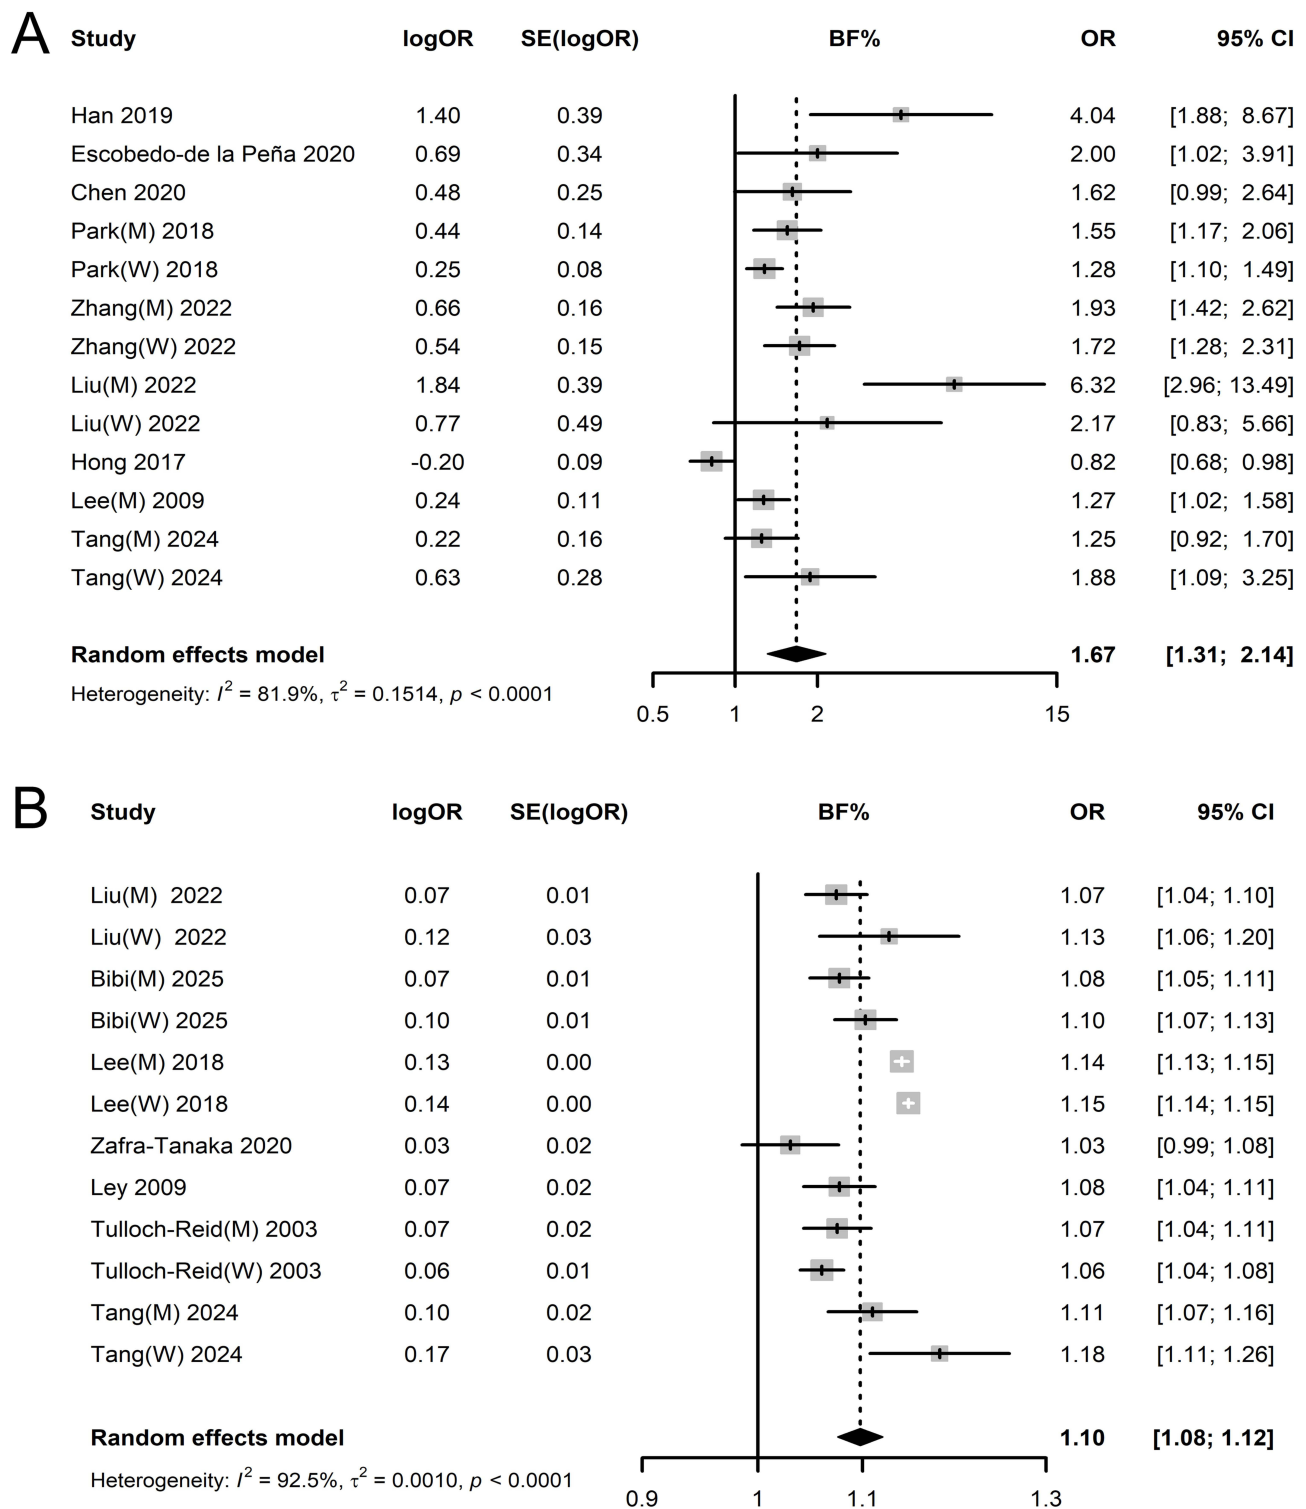 A Study logOR SE(logOR) BF% OR 95% CI
Han 2019 1.40 0.39 4.04 [1.88; 8.67]
Escobedo-de la Peña 2020 0.69 0.34 2.00 [1.02; 3.91]
Chen 2020 0.48 0.25 1.62 [0.99; 2.64]
Park(M) 2018 0.44 0.14 1.55 [1.17; 2.06]
Park(W) 2018 0.25 0.08 1.28 [1.10; 1.49]
Zhang(M) 2022 0.66 0.16 1.93 [1.42; 2.62]
Zhang(W) 2022 0.54 0.15 1.72 [1.28; 2.31]
Liu(M) 2022 1.84 0.39 6.32 [2.96; 13.49]
Liu(W) 2022 0.77 0.49 2.17 [0.83; 5.66]
Hong 2017 -0.20 0.09 0.82 [0.68; 0.98]
Lee(M) 2009 0.24 0.11 1.27 [1.02; 1.58]
Tang(M) 2024 0.22 0.16 1.25 [0.92; 1.70]
Tang(W) 2024 0.63 0.28 1.88 [1.09; 3.25]
Random effects model 1.67 [1.31; 2.14]
Heterogeneity: I² = 81.9%, τ² = 0.1514, p < 0.0001
0.5 1 2 15
B Study logOR SE(logOR) BF% OR 95% CI
Liu(M) 2022 0.07 0.01 1.07 [1.04; 1.10]
Liu(W) 2022 0.12 0.03 1.13 [1.06; 1.20]
Bibi(M) 2025 0.07 0.01 1.08 [1.05; 1.11]
Bibi(W) 2025 0.10 0.01 1.10 [1.07; 1.13]
Lee(M) 2018 0.13 0.00 1.14 [1.13; 1.15]
Lee(W) 2018 0.14 0.00 1.15 [1.14; 1.15]
Zafra-Tanaka 2020 0.03 0.02 1.03 [0.99; 1.08]
Ley 2009 0.07 0.02 1.08 [1.04; 1.11]
Tulloch-Reid(M) 2003 0.07 0.02 1.07 [1.04; 1.11]
Tulloch-Reid(W) 2003 0.06 0.01 1.06 [1.04; 1.08]
Tang(M) 2024 0.10 0.02 1.11 [1.07; 1.16]
Tang(W) 2024 0.17 0.03 1.18 [1.11; 1.26]
Random effects model 1.10 [1.08; 1.12]
Heterogeneity: I² = 92.5%, τ² = 0.0010, p < 0.0001
0.9 1 1.1 1.3